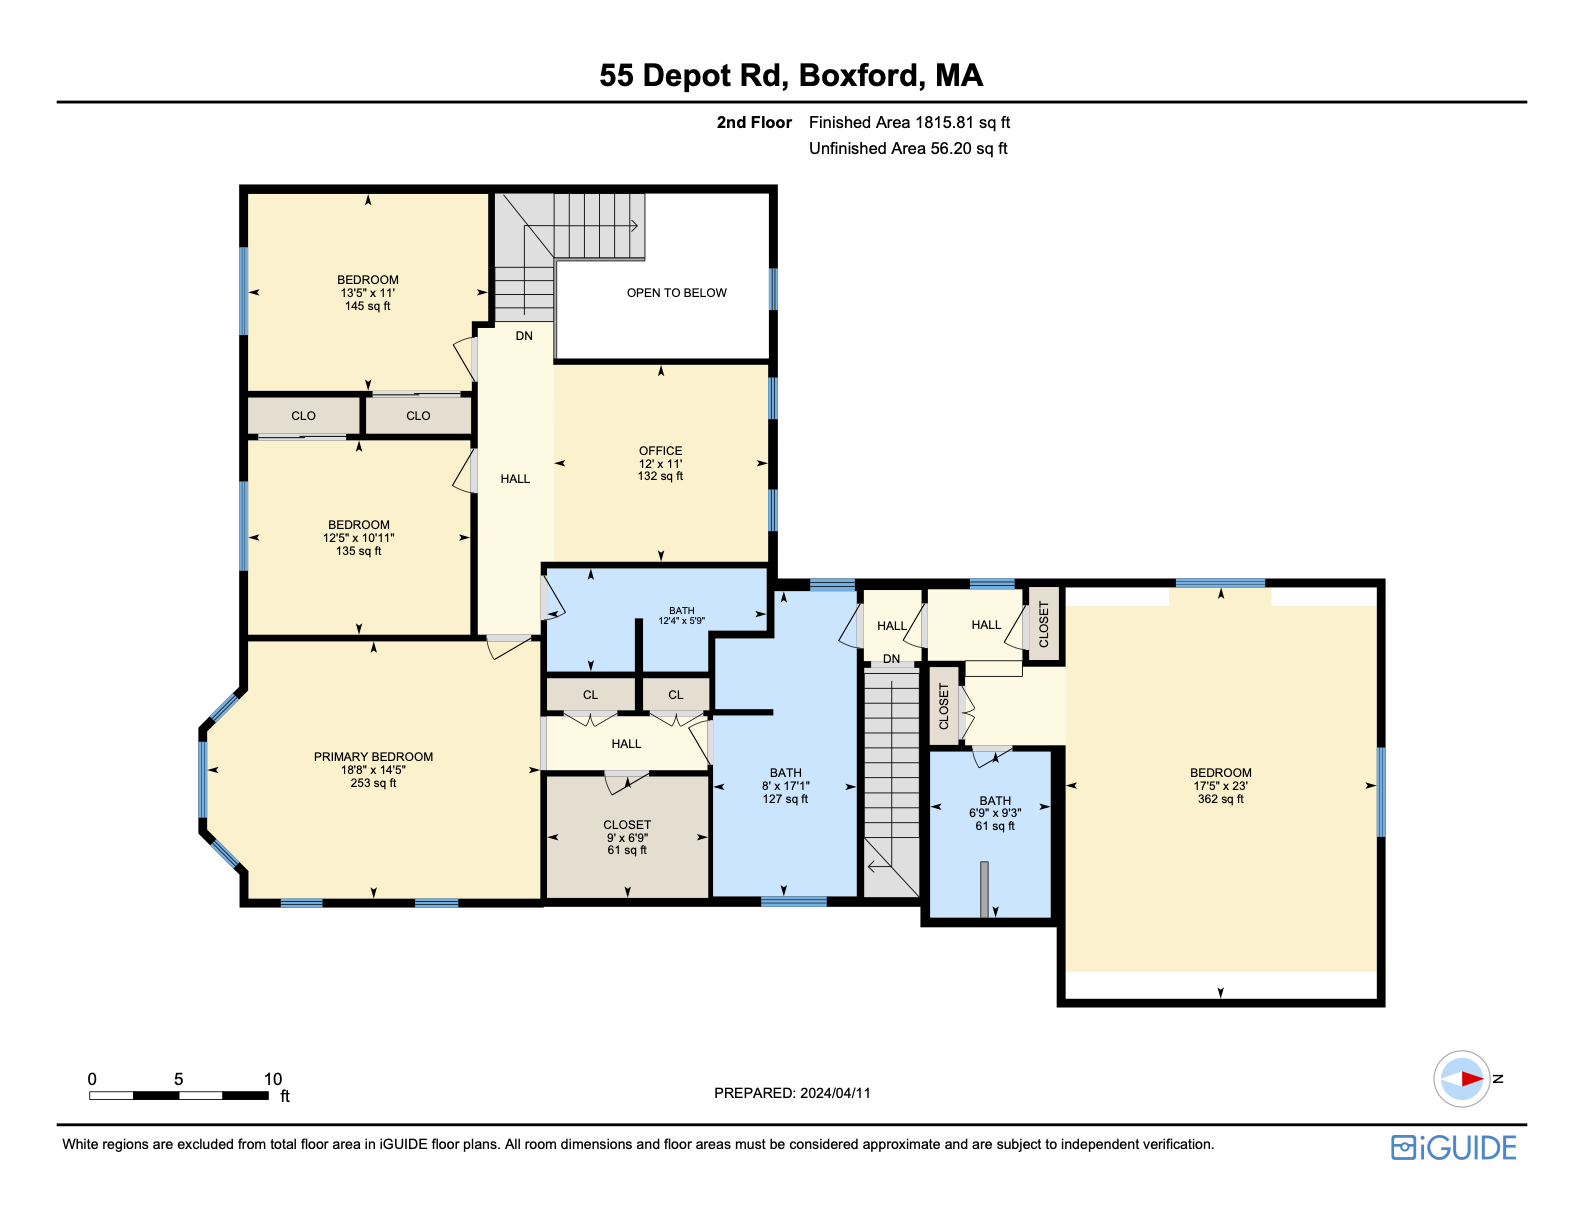 55 Depot Rd, Boxford, MA
2nd Floor Finished Area 1815.81 sq ft
Unfinished Area 56.20 sq ft
BEDROOM
13'5" x 11'
145 sq ft
OPEN TO BELOW
DN
CLO
CLO
OFFICE
12' x 11'
132 sq ft
HALL
BEDROOM
12'5" x 10'11"
135 sq ft
BATH
12'4" x 5'9"
HALL
DN
HALL
CLOSET
CL
CL
CLOSET
HALL
PRIMARY BEDROOM
18'8" x 14'5"
253 sq ft
BATH
8' x 17'1"
127 sq ft
BEDROOM
17'5" x 23'
362 sq ft
BATH
6'9" x 9'3"
61 sq ft
CLOSET
9' x 6'9"
61 sq ft
0 5 10
ft
PREPARED: 2024/04/11
N
White regions are excluded from total floor area in iGUIDE floor plans. All room dimensions and floor areas must be considered approximate and are subject to independent verification.
iGUIDE